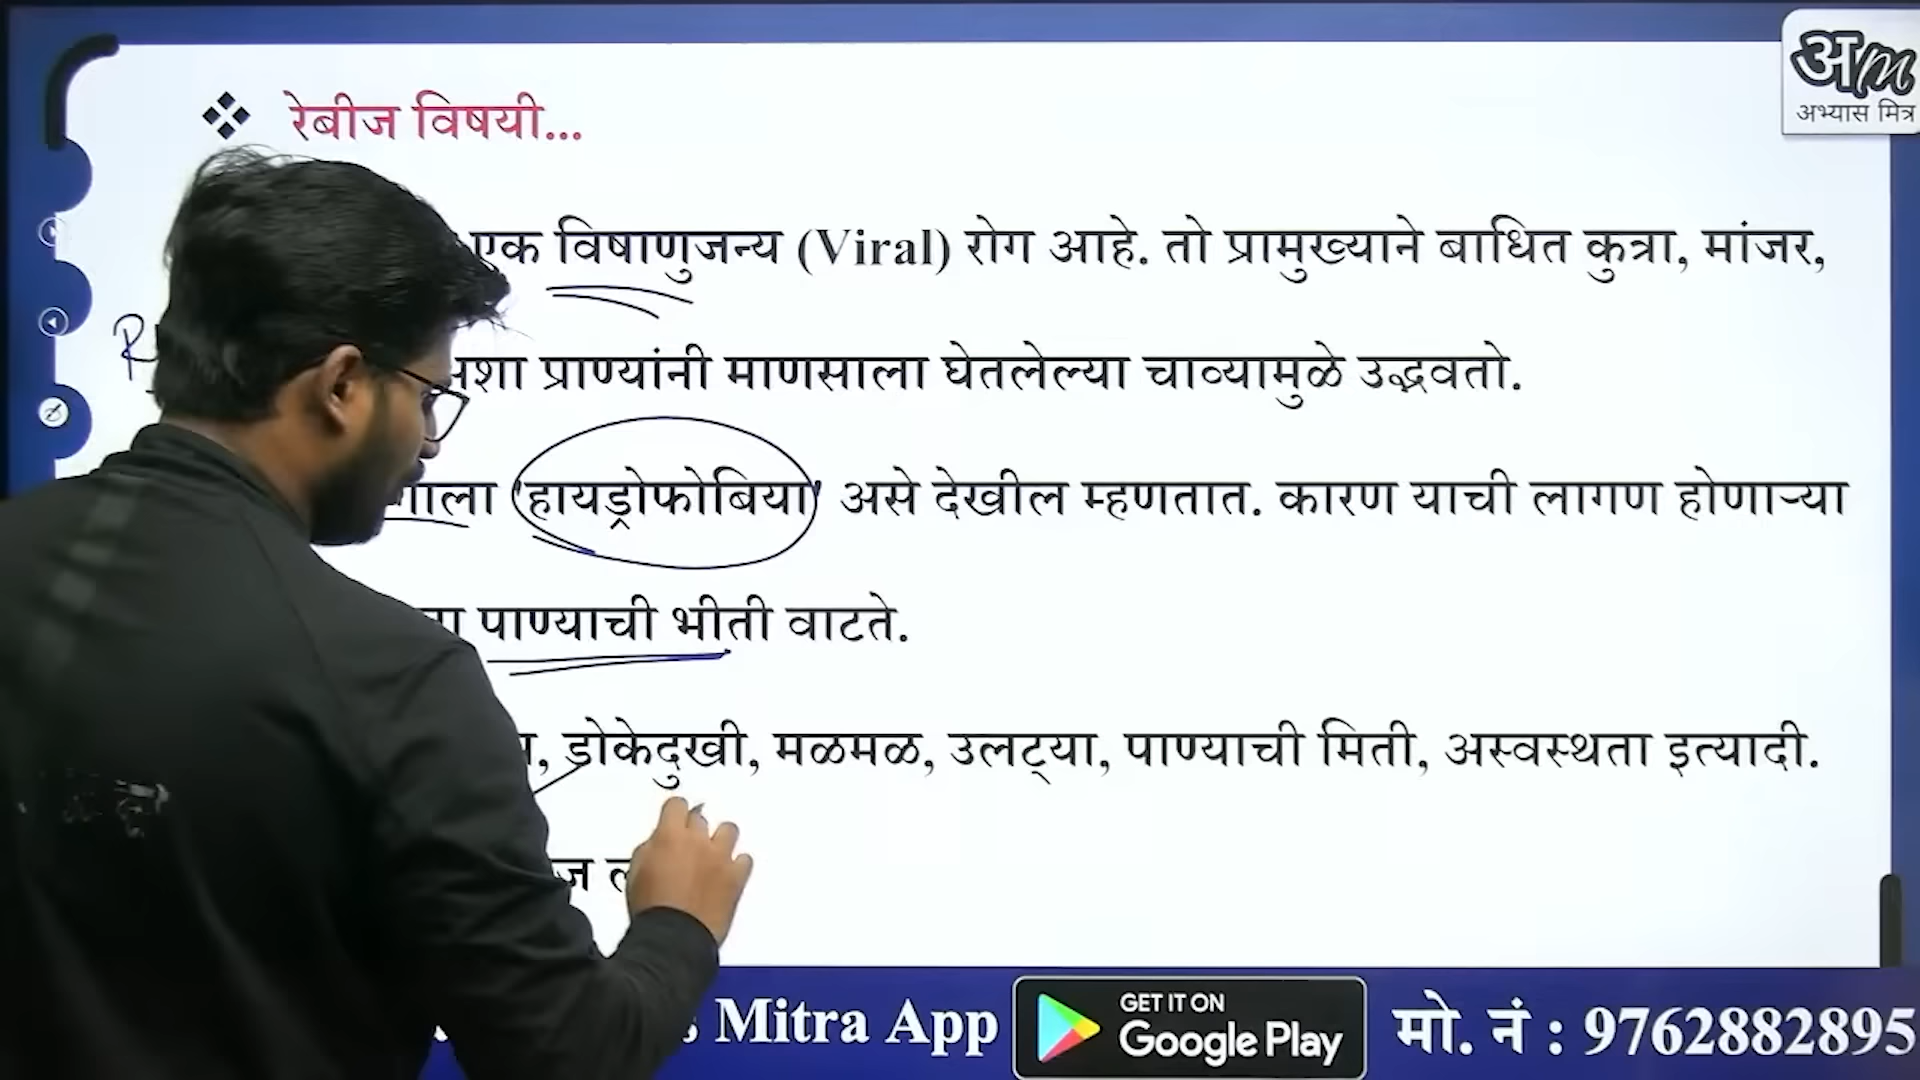 अm
अभ्यास मित्र
❖ रेबीज विषयी...
एक विषाणुजन्य (Viral) रोग आहे. तो प्रामुख्याने बाधित कुत्रा, मांजर,
R
प्राण्यांनी माणसाला घेतलेल्या चाव्यामुळे उद्भवतो.
'हायड्रोफोबिया' असे देखील म्हणतात. कारण याची लागण होणाऱ्या
पाण्याची भीती वाटते.
, डोकेदुखी, मळमळ, उलट्या, पाण्याची मिती, अस्वस्थता इत्यादी.
Mitra App
GET IT ON
Google Play
मो. नं : 9762882895